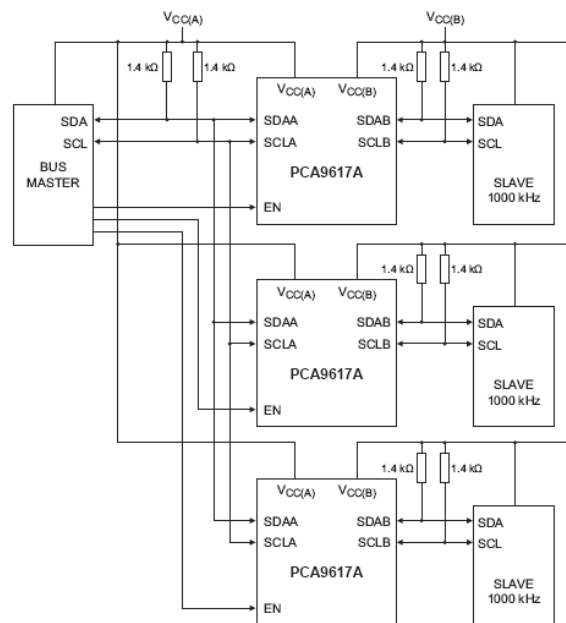 VCC(A) VCC(B)
1.4 kΩ 1.4 kΩ 1.4 kΩ 1.4 kΩ
VCC(A) VCC(B)
SDA SDAA SDAB SDA
SCL SCLA SCLB SCL
BUS
MASTER
PCA9617A
SLAVE
1000 kHz
EN
1.4 kΩ 1.4 kΩ
VCC(A) VCC(B)
SDAA SDAB SDA
SCLA SCLB SCL
PCA9617A
SLAVE
1000 kHz
EN
1.4 kΩ 1.4 kΩ
VCC(A) VCC(B)
SDAA SDAB SDA
SCLA SCLB SCL
PCA9617A
SLAVE
1000 kHz
EN